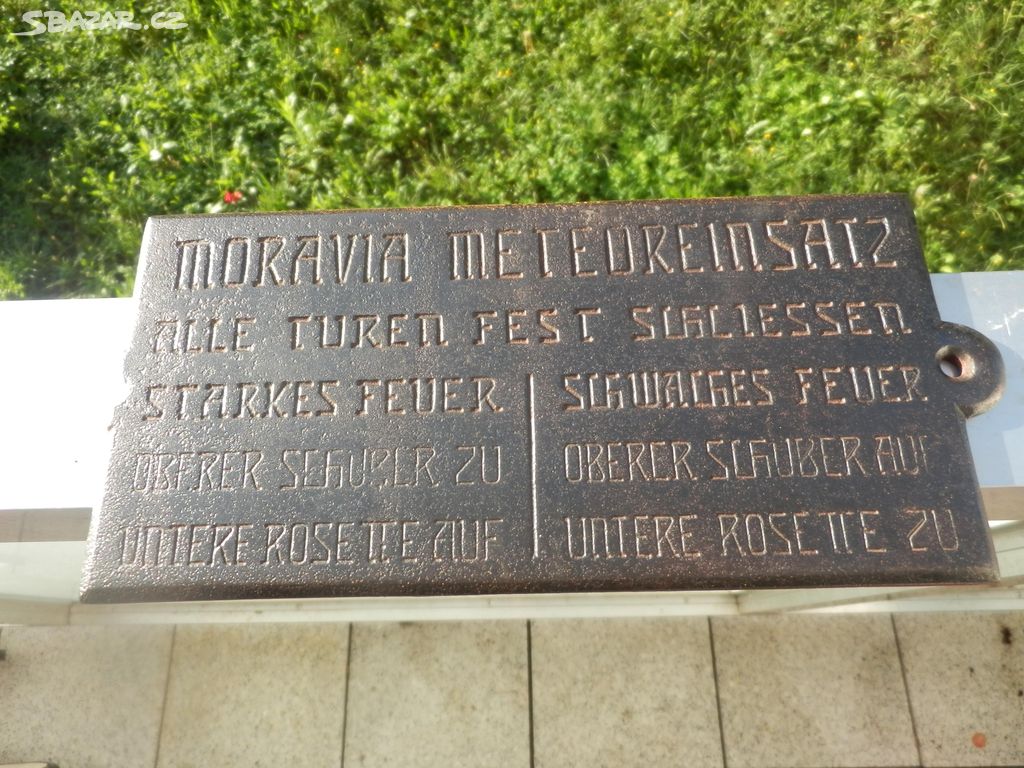 SBAZAR.CZ
MORAVIA METEOREINSATZ
ALLE TUREN FEST SCHLIESSEN
STARKES FEUER
OBERER SCHUBER ZU
UNTERE ROSETTE AUF
SCHWACHES FEUER
OBERER SCHUBER AUF
UNTERE ROSETTE ZU